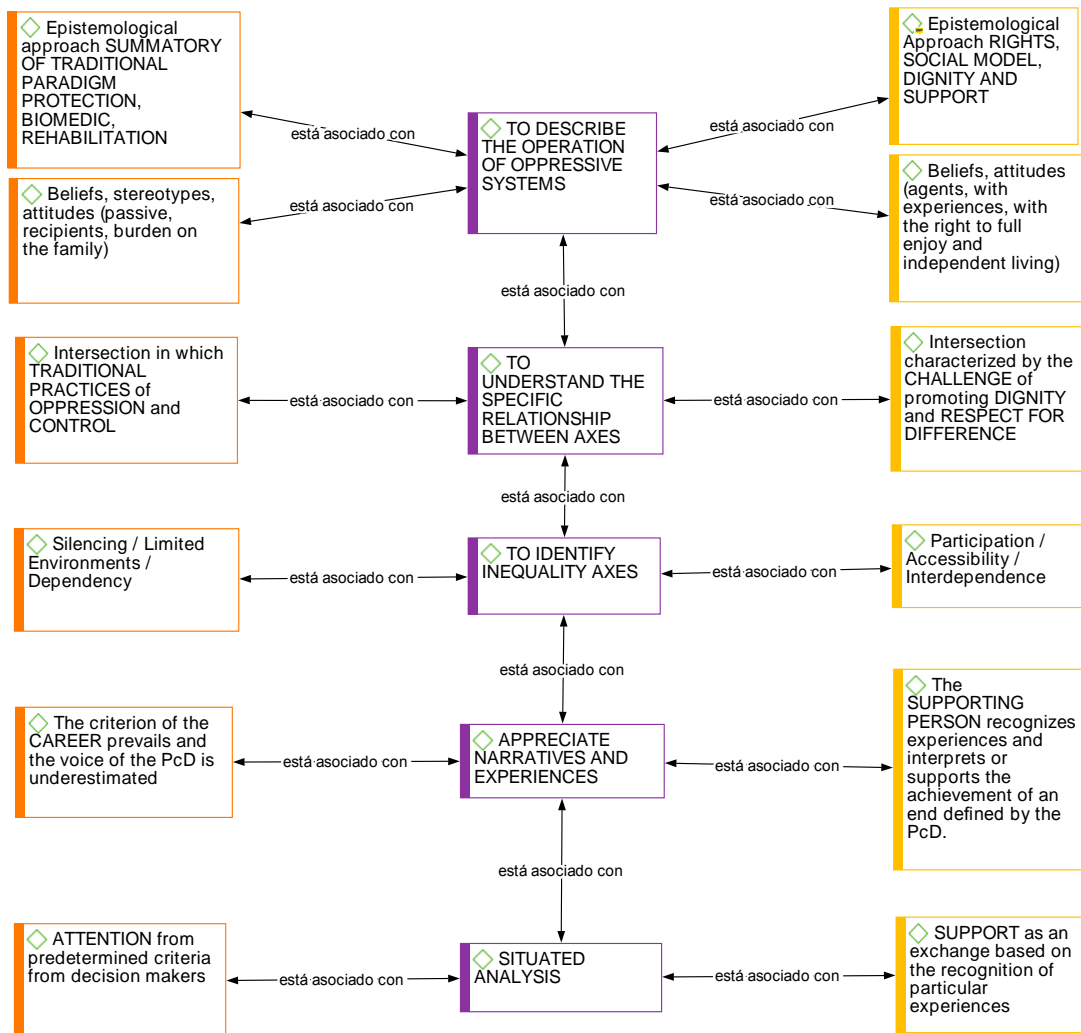 Epistemological
approach SUMMATORY
OF TRADITIONAL
PARADIGM
PROTECTION,
BIOMEDIC,
REHABILITATION
Epistemological
Approach RIGHTS,
SOCIAL MODEL,
DIGNITY AND
SUPPORT
está asociado con
está asociado con
TO DESCRIBE
THE OPERATION
OF OPPRESSIVE
SYSTEMS
Beliefs, stereotypes,
attitudes (passive,
recipients, burden on
the family)
está asociado con
está asociado con
Beliefs, attitudes
(agents, with
experiences, with
the right to full
enjoy and
independent living)
está asociado con
Intersection in which
TRADITIONAL
PRACTICES of
OPPRESSION and
CONTROL
está asociado con
TO
UNDERSTAND THE
SPECIFIC
RELATIONSHIP
BETWEEN AXES
está asociado con
Intersection
characterized by the
CHALLENGE of
promoting DIGNITY
and RESPECT FOR
DIFFERENCE
está asociado con
Silencing / Limited
Environments /
Dependency
está asociado con
TO IDENTIFY
INEQUALITY AXES
está asociado con
Participation /
Accessibility /
Interdependence
está asociado con
The criterion of the
CAREER prevails and
the voice of the PcD is
underestimated
está asociado con
APPRECIATE
NARRATIVES AND
EXPERIENCES
está asociado con
The
SUPPORTING
PERSON recognizes
experiences and
interprets or
supports the
achievement of an
end defined by the
PcD.
está asociado con
ATTENTION from
predetermined criteria
from decision makers
está asociado con
SITUATED
ANALYSIS
está asociado con
SUPPORT as an
exchange based on
the recognition of
particular
experiences